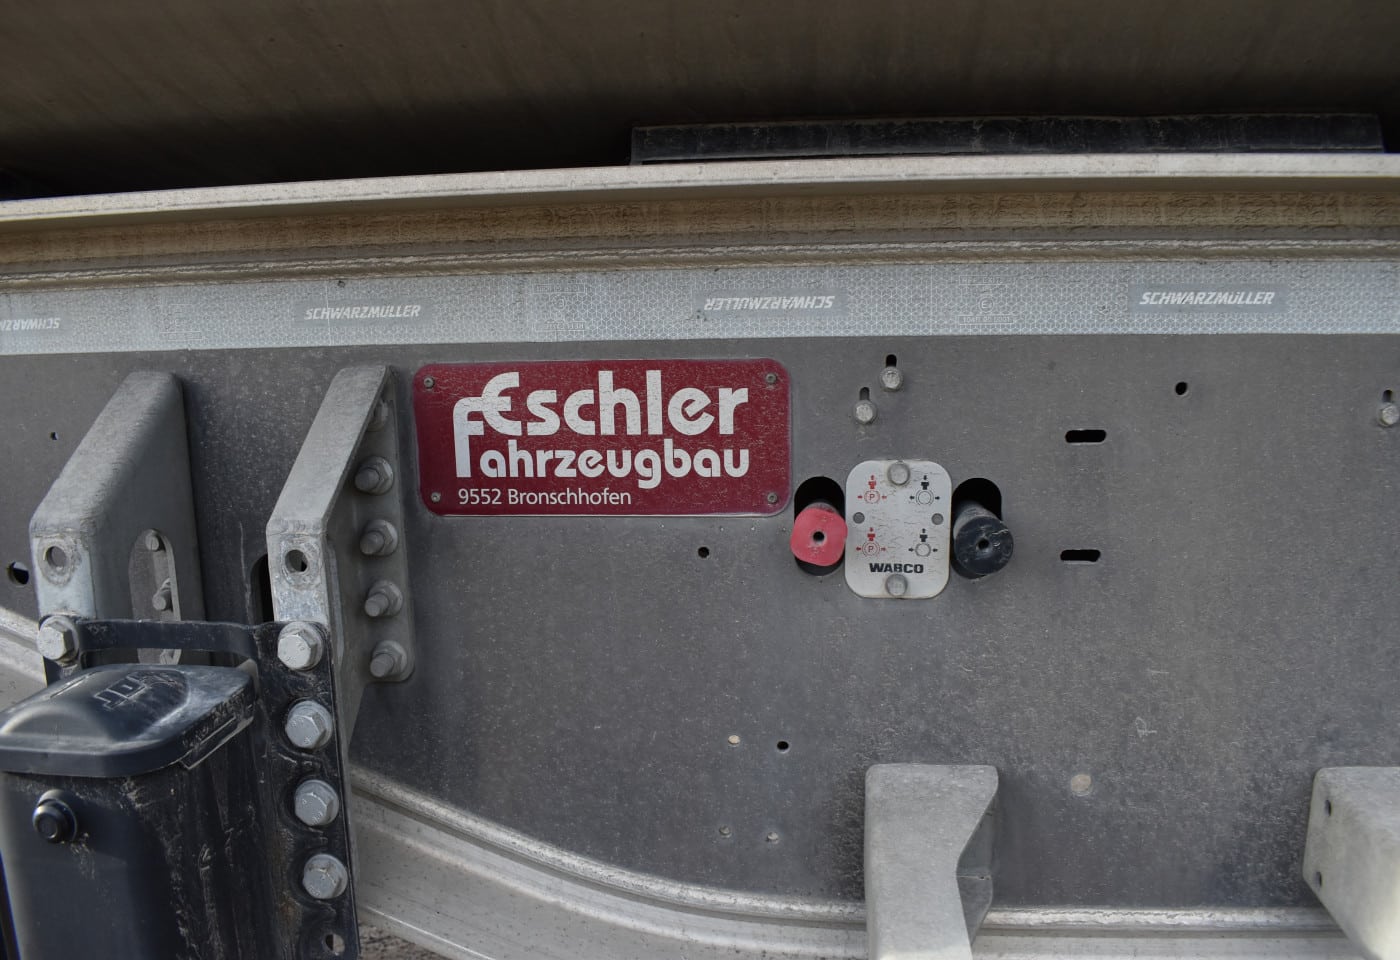 SCHWARZMÜLLER
SCHWARZMÜLLER
SCHWARZMÜLLER
Eschler
Fahrzeugbau
9552 Bronschhofen
P
P
WABCO